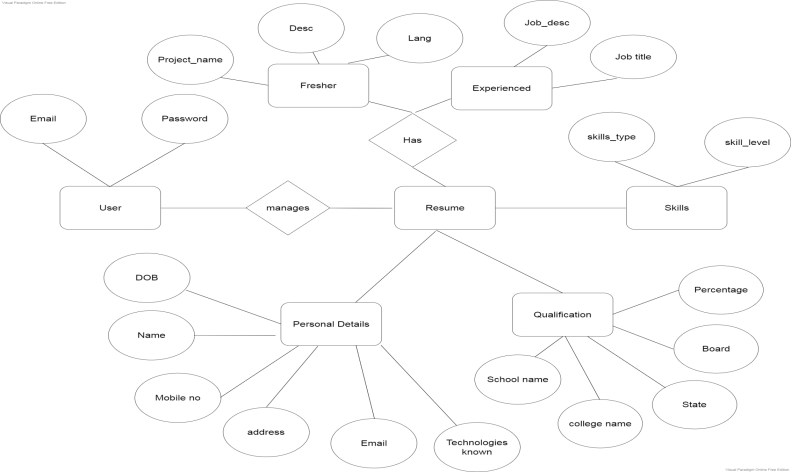 Visual Paradigm Online Free Edition
Desc
Lang
Job_desc
Project_name
Fresher
Experienced
Job title
Email
Password
Has
skills_type
skill_level
User
manages
Resume
Skills
DOB
Percentage
Name
Personal Details
Qualification
Board
School name
Mobile no
State
address
Email
Technologies
known
college name
Visual Paradigm Online Free Edition